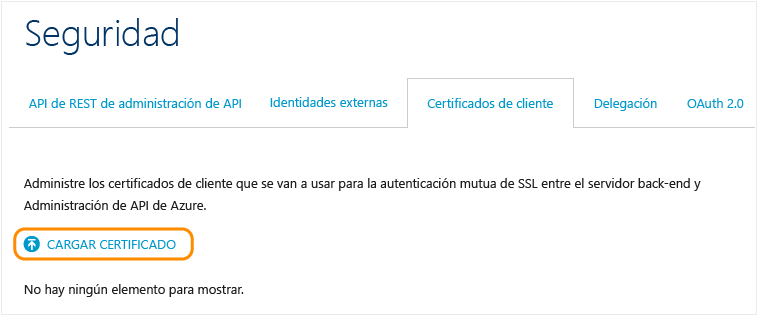 Seguridad
API de REST de administración de API
Identidades externas
Certificados de cliente
Delegación
OAuth 2.0
Administre los certificados de cliente que se van a usar para la autenticación mutua de SSL entre el servidor back-end y
Administración de API de Azure.
CARGAR CERTIFICADO
No hay ningún elemento para mostrar.